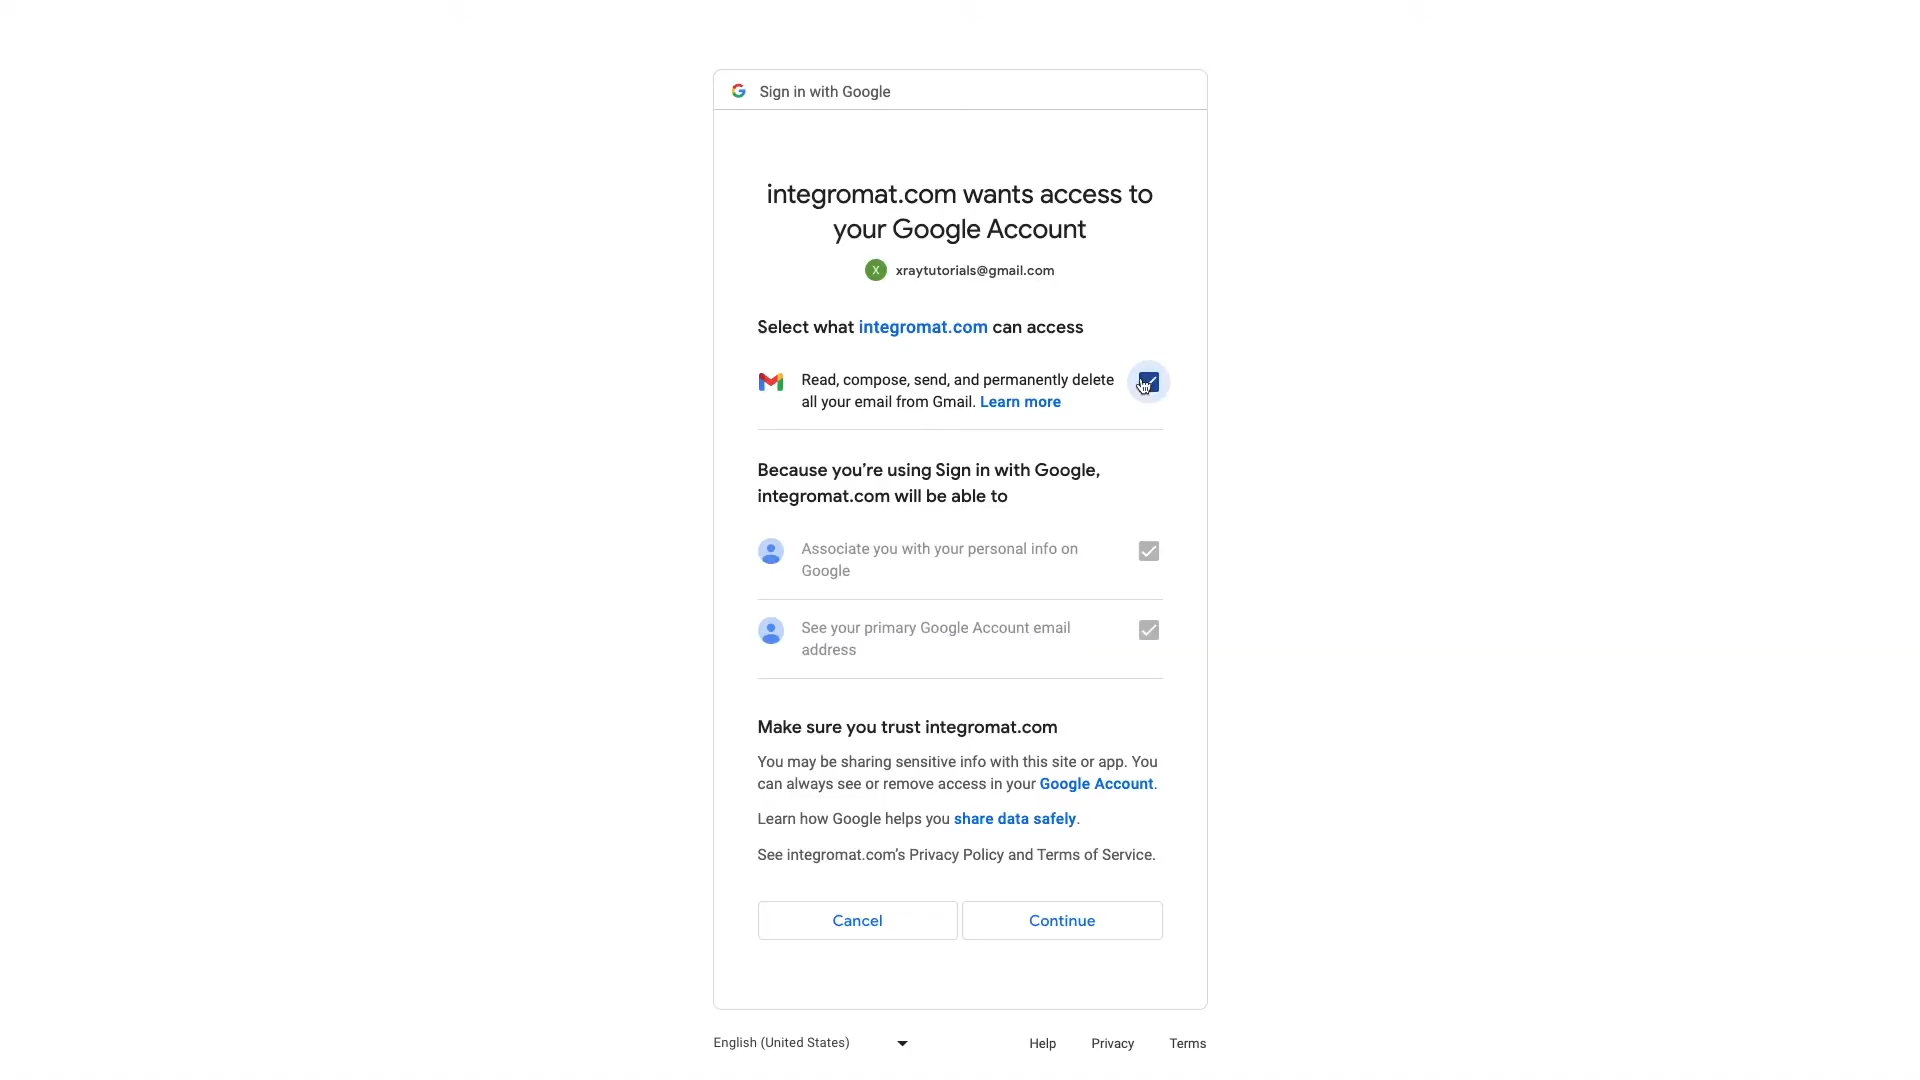 Sign in with Google
integromat.com wants access to
your Google Account
X xraytutorials@gmail.com
Select what integromat.com can access
Read, compose, send, and permanently delete
all your email from Gmail. Learn more
Because you’re using Sign in with Google,
integromat.com will be able to
Associate you with your personal info on
Google
See your primary Google Account email
address
Make sure you trust integromat.com
You may be sharing sensitive info with this site or app. You
can always see or remove access in your Google Account.
Learn how Google helps you share data safely.
See integromat.com’s Privacy Policy and Terms of Service.
Cancel Continue
English (United States) Help Privacy Terms